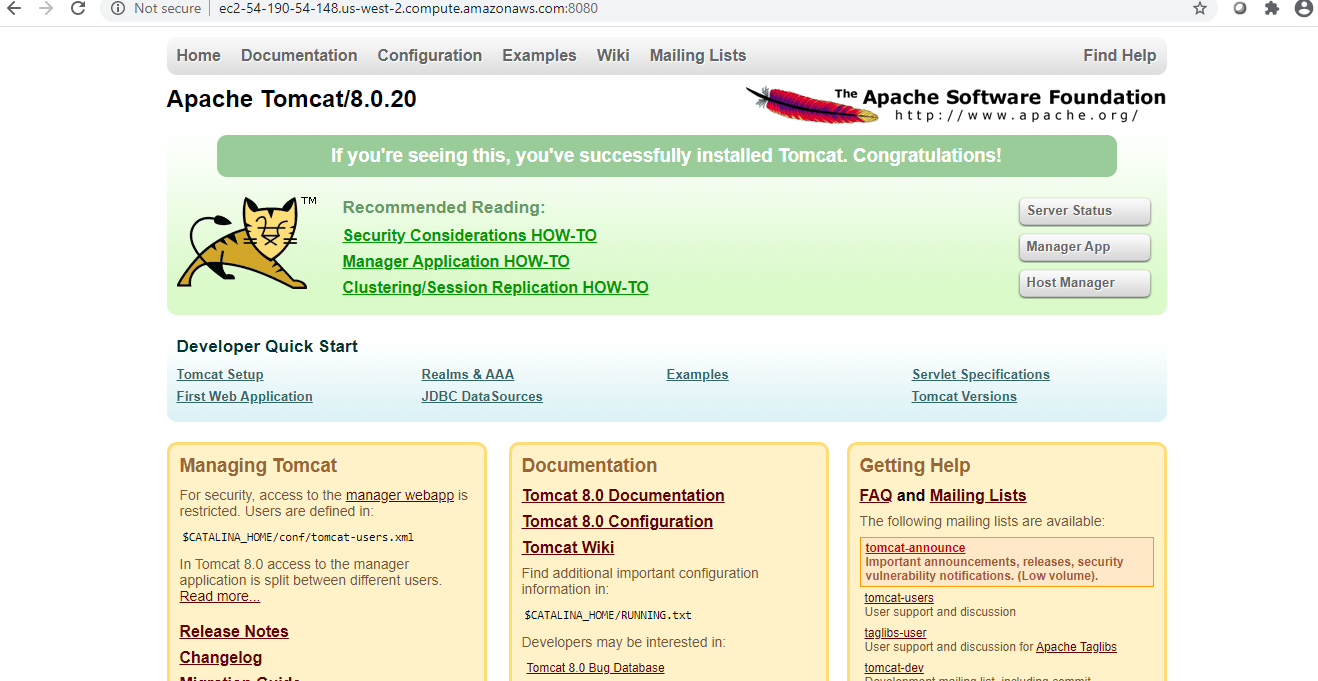 Not secure | ec2-54-190-54-148.us-west-2.compute.amazonaws.com:8080
Home Documentation Configuration Examples Wiki Mailing Lists Find Help
Apache Tomcat/8.0.20
The Apache Software Foundation
http://www.apache.org/
If you're seeing this, you've successfully installed Tomcat. Congratulations!
TM
Recommended Reading:
Security Considerations HOW-TO
Manager Application HOW-TO
Clustering/Session Replication HOW-TO
Server Status
Manager App
Host Manager
Developer Quick Start
Tomcat Setup
First Web Application
Realms & AAA
JDBC DataSources
Examples
Servlet Specifications
Tomcat Versions
Managing Tomcat
For security, access to the manager webapp is
restricted. Users are defined in:
$CATALINA_HOME/conf/tomcat-users.xml
In Tomcat 8.0 access to the manager
application is split between different users.
Read more...
Release Notes
Changelog
Migration Guide
Documentation
Tomcat 8.0 Documentation
Tomcat 8.0 Configuration
Tomcat Wiki
Find additional important configuration
information in:
$CATALINA_HOME/RUNNING.txt
Developers may be interested in:
Tomcat 8.0 Bug Database
Getting Help
FAQ and Mailing Lists
The following mailing lists are available:
tomcat-announce
Important announcements, releases, security
vulnerability notifications. (Low volume).
tomcat-users
User support and discussion
taglibs-user
User support and discussion for Apache Taglibs
tomcat-dev
Development mailing list, including commit